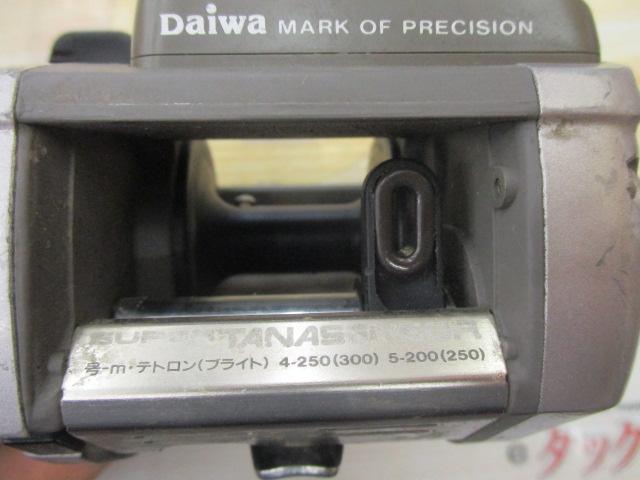 Daiwa MARK OF PRECISION
SUPER TANASENSOR
号-m・テトロン(ブライト) 4-250(300) 5-200(250)
タック